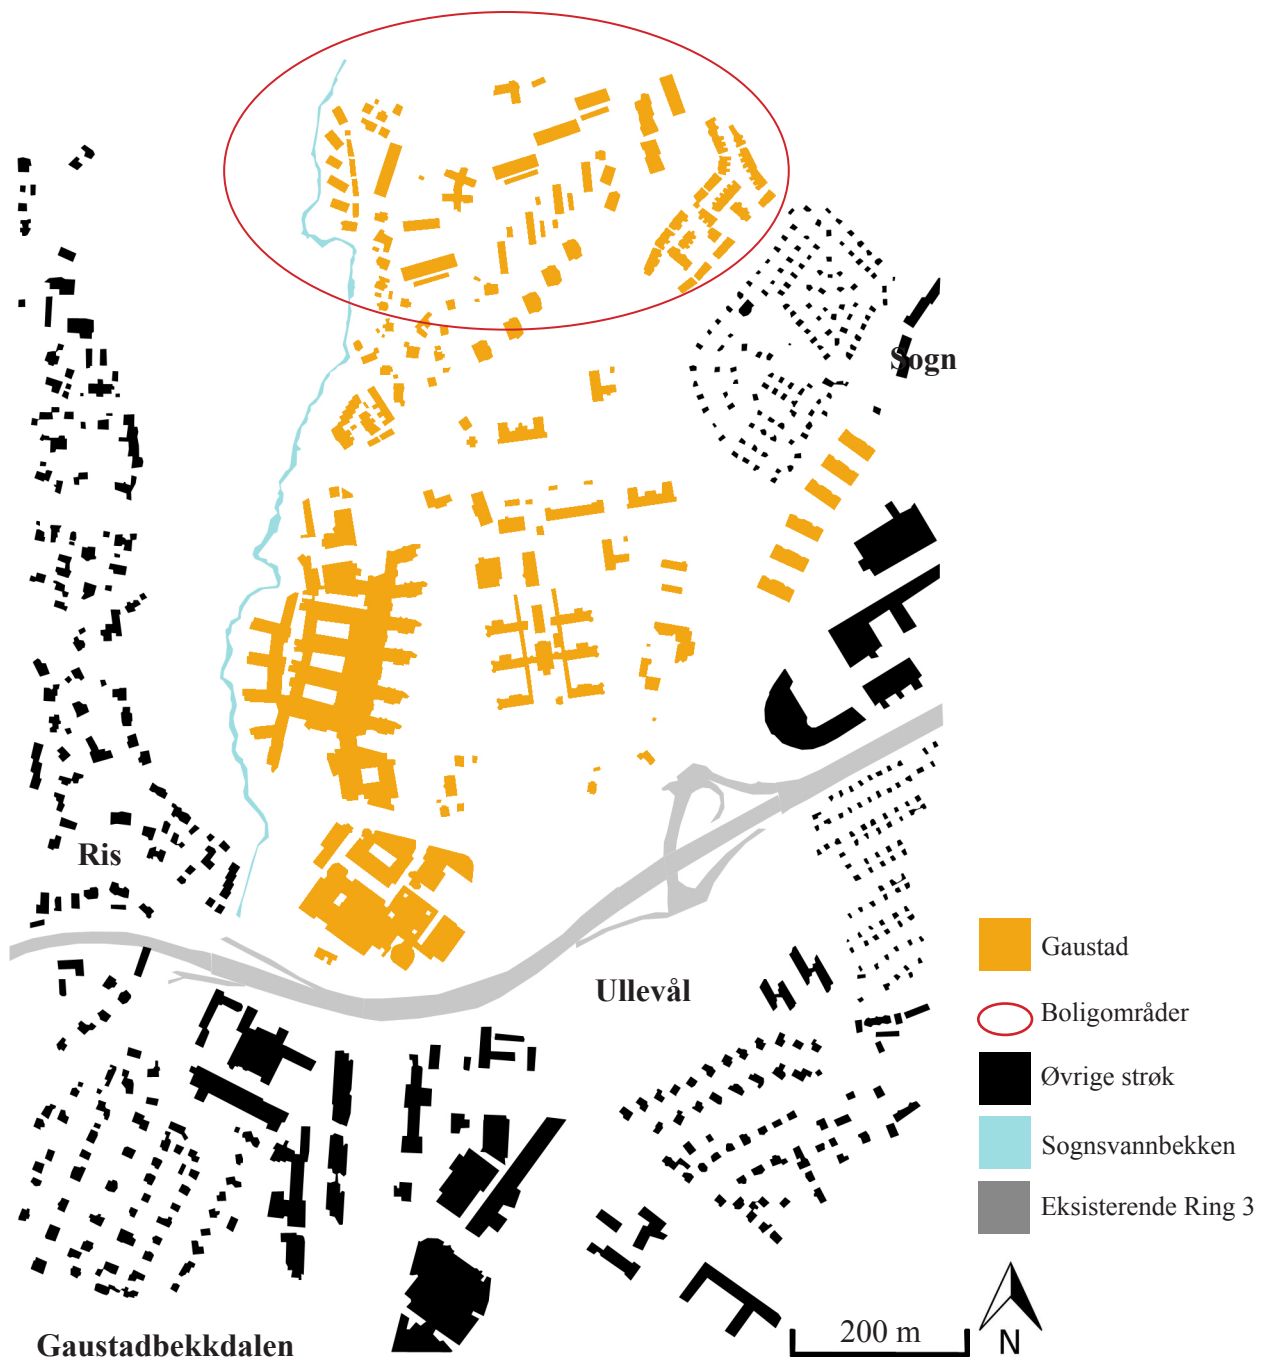 Sogn
Ris
Ullevål
Gaustadbekkdalen
Gaustad
Boligområder
Øvrige strøk
Sognsvannbekken
Eksisterende Ring 3
200 m
N